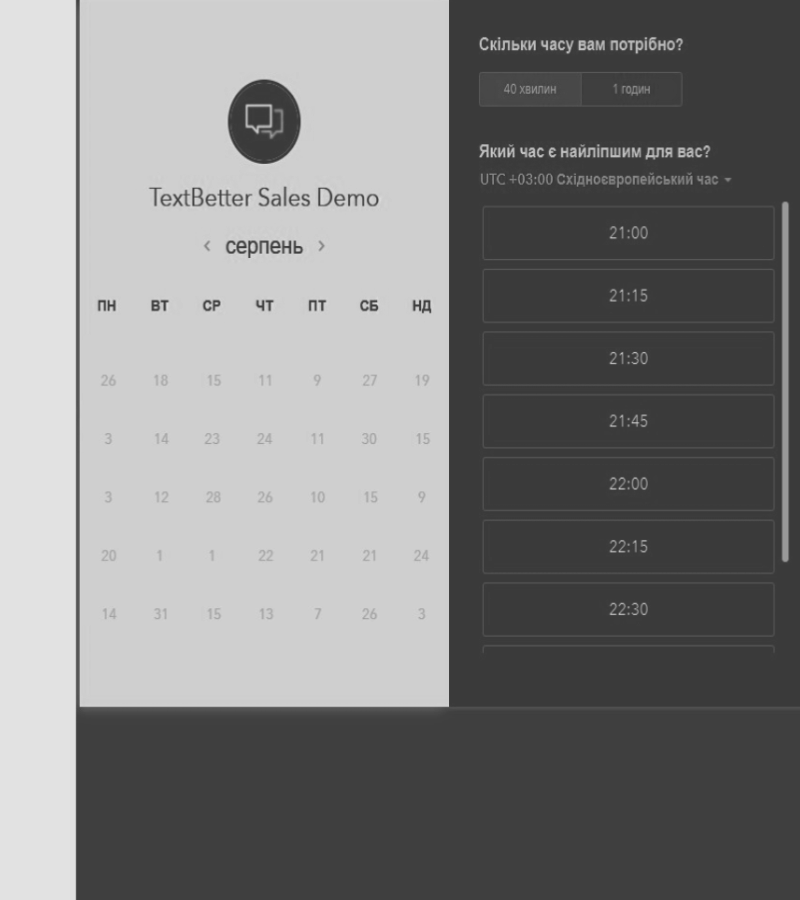 TextBetter Sales Demo
серпень
ПН ВТ СР ЧТ ПТ СБ НД
26 18 15 11 9 27 19
3 14 23 24 11 30 15
3 12 28 26 10 15 9
20 1 1 22 21 21 24
14 31 15 13 7 26 3
Скільки часу вам потрібно?
40 хвилин 1 годин
Який час є найліпшим для вас?
UTC +03:00 Східноєвропейський час
21:00
21:15
21:30
21:45
22:00
22:15
22:30